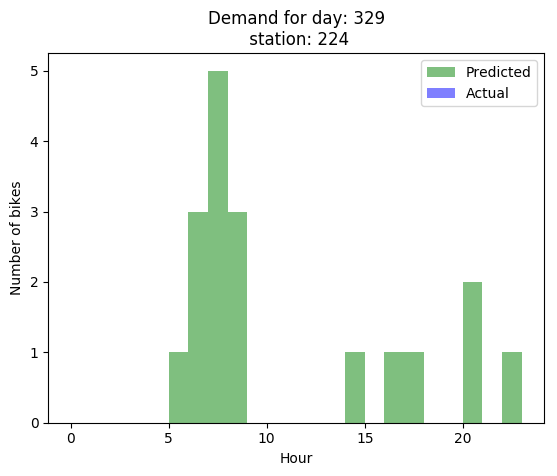 Demand for day: 329
station: 224
Predicted
Actual
Number of bikes
5
4
3
2
1
0
0 5 10 15 20
Hour